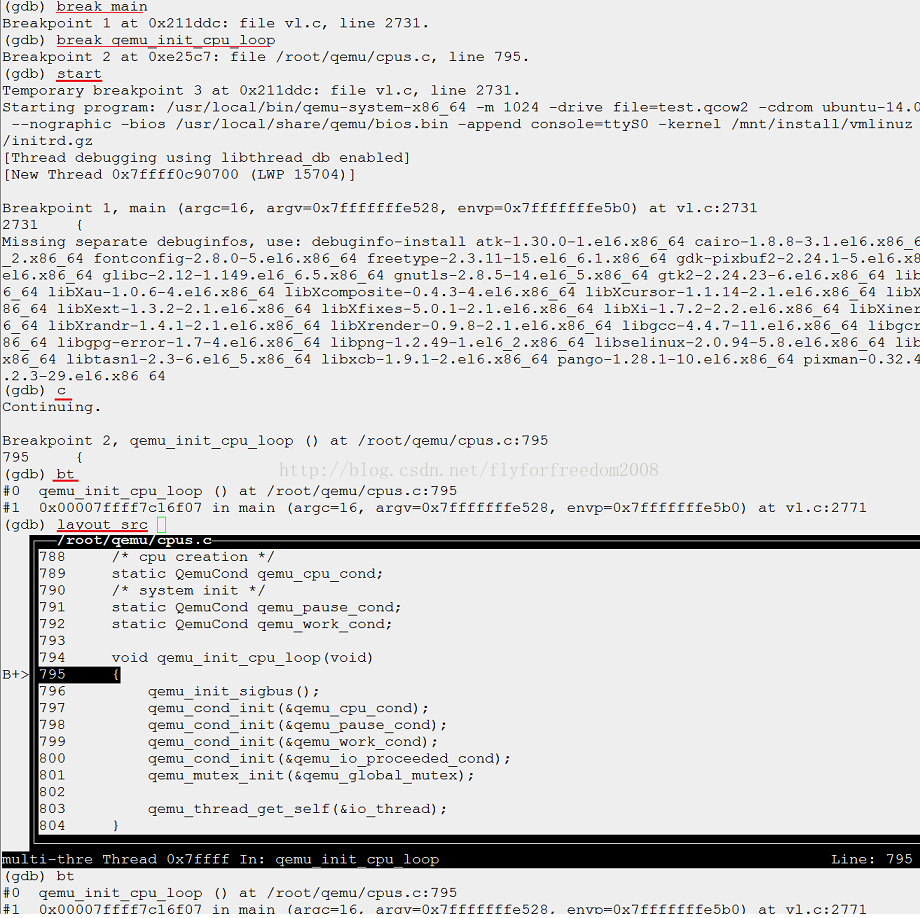 (gdb) break main
Breakpoint 1 at 0x211ddc: file vl.c, line 2731.
(gdb) break qemu_init_cpu_loop
Breakpoint 2 at 0xe25c7: file /root/qemu/cpus.c, line 795.
(gdb) start
Temporary breakpoint 3 at 0x211ddc: file vl.c, line 2731.
Starting program: /usr/local/bin/qemu-system-x86_64 -m 1024 -drive file=test.qcow2 -cdrom ubuntu-14.0
--nographic -bios /usr/local/share/qemu/bios.bin -append console=ttyS0 -kernel /mnt/install/vmlinuz
/initrd.gz
[Thread debugging using libthread_db enabled]
[New Thread 0x7ffff0c90700 (LWP 15704)]
Breakpoint 1, main (argc=16, argv=0x7fffffffe528, envp=0x7fffffffe5b0) at vl.c:2731
2731 {
Missing separate debuginfos, use: debuginfo-install atk-1.30.0-1.el6.x86_64 cairo-1.8.8-3.1.el6.x86_6
_2.x86_64 fontconfig-2.8.0-5.el6.x86_64 freetype-2.3.11-15.el6_6.1.x86_64 gdk-pixbuf2-2.24.1-5.el6.x8
el6.x86_64 glibc-2.12-1.149.el6_6.5.x86_64 gnutls-2.8.5-14.el6_5.x86_64 gtk2-2.24.23-6.el6.x86_64 lib
6_64 libXau-1.0.6-4.el6.x86_64 libXcomposite-0.4.3-4.el6.x86_64 libXcursor-1.1.14-2.1.el6.x86_64 libX
86_64 libXext-1.3.2-2.1.el6.x86_64 libXfixes-5.0.1-2.1.el6.x86_64 libXi-1.7.2-2.2.el6.x86_64 libXiner
6_64 libXrandr-1.4.1-2.1.el6.x86_64 libXrender-0.9.8-2.1.el6.x86_64 libgcc-4.4.7-11.el6.x86_64 libgcr
86_64 libgpg-error-1.7-4.el6.x86_64 libpng-1.2.49-1.el6_2.x86_64 libselinux-2.0.94-5.8.el6.x86_64 lib
x86_64 libtasn1-2.3-6.el6_5.x86_64 libxcb-1.9.1-2.el6.x86_64 pango-1.28.1-10.el6.x86_64 pixman-0.32.4
.2.3-29.el6.x86_64
(gdb) c
Continuing.
Breakpoint 2, qemu_init_cpu_loop () at /root/qemu/cpus.c:795
795 {
http://blog.csdn.net/flyforfreedom2008
(gdb) bt
#0 qemu_init_cpu_loop () at /root/qemu/cpus.c:795
#1 0x00007ffff7c16f07 in main (argc=16, argv=0x7fffffffe528, envp=0x7fffffffe5b0) at vl.c:2771
(gdb) layout src
/root/qemu/cpus.c
788 /* cpu creation */
789 static QemuCond qemu_cpu_cond;
790 /* system init */
791 static QemuCond qemu_pause_cond;
792 static QemuCond qemu_work_cond;
793
794 void qemu_init_cpu_loop(void)
B+> 795 {
796 qemu_init_sigbus();
797 qemu_cond_init(&qemu_cpu_cond);
798 qemu_cond_init(&qemu_pause_cond);
799 qemu_cond_init(&qemu_work_cond);
800 qemu_cond_init(&qemu_io_proceeded_cond);
801 qemu_mutex_init(&qemu_global_mutex);
802
803 qemu_thread_get_self(&io_thread);
804 }
multi-thre Thread 0x7ffff In: qemu_init_cpu_loop Line: 795
(gdb) bt
#0 qemu_init_cpu_loop () at /root/qemu/cpus.c:795
#1 0x00007ffff7c16f07 in main (argc=16, argv=0x7fffffffe528, envp=0x7fffffffe5b0) at vl.c:2771